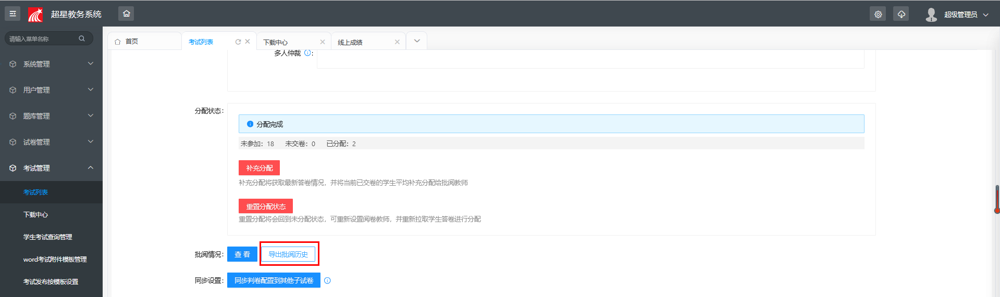 超星教务系统
超级管理员
请输入菜单名称
首页
考试列表
下载中心
线上成绩
系统管理
用户管理
题库管理
试卷管理
考试管理
考试列表
下载中心
学生考试查询管理
word考试附件模板管理
考试发布按模板设置
多人仲裁 :
分配状态:
分配完成
未参加: 18 未交卷: 0 已分配: 2
补充分配
补充分配将获取最新答卷情况，并将当前已交卷的学生平均补充分配给批阅教师
重置分配状态
重置分配将会回到未分配状态，可重新设置阅卷教师，并重新拉取学生答卷进行分配
批阅情况: 查 看 导出批阅历史
同步设置: 同步判卷配置到其他子试卷